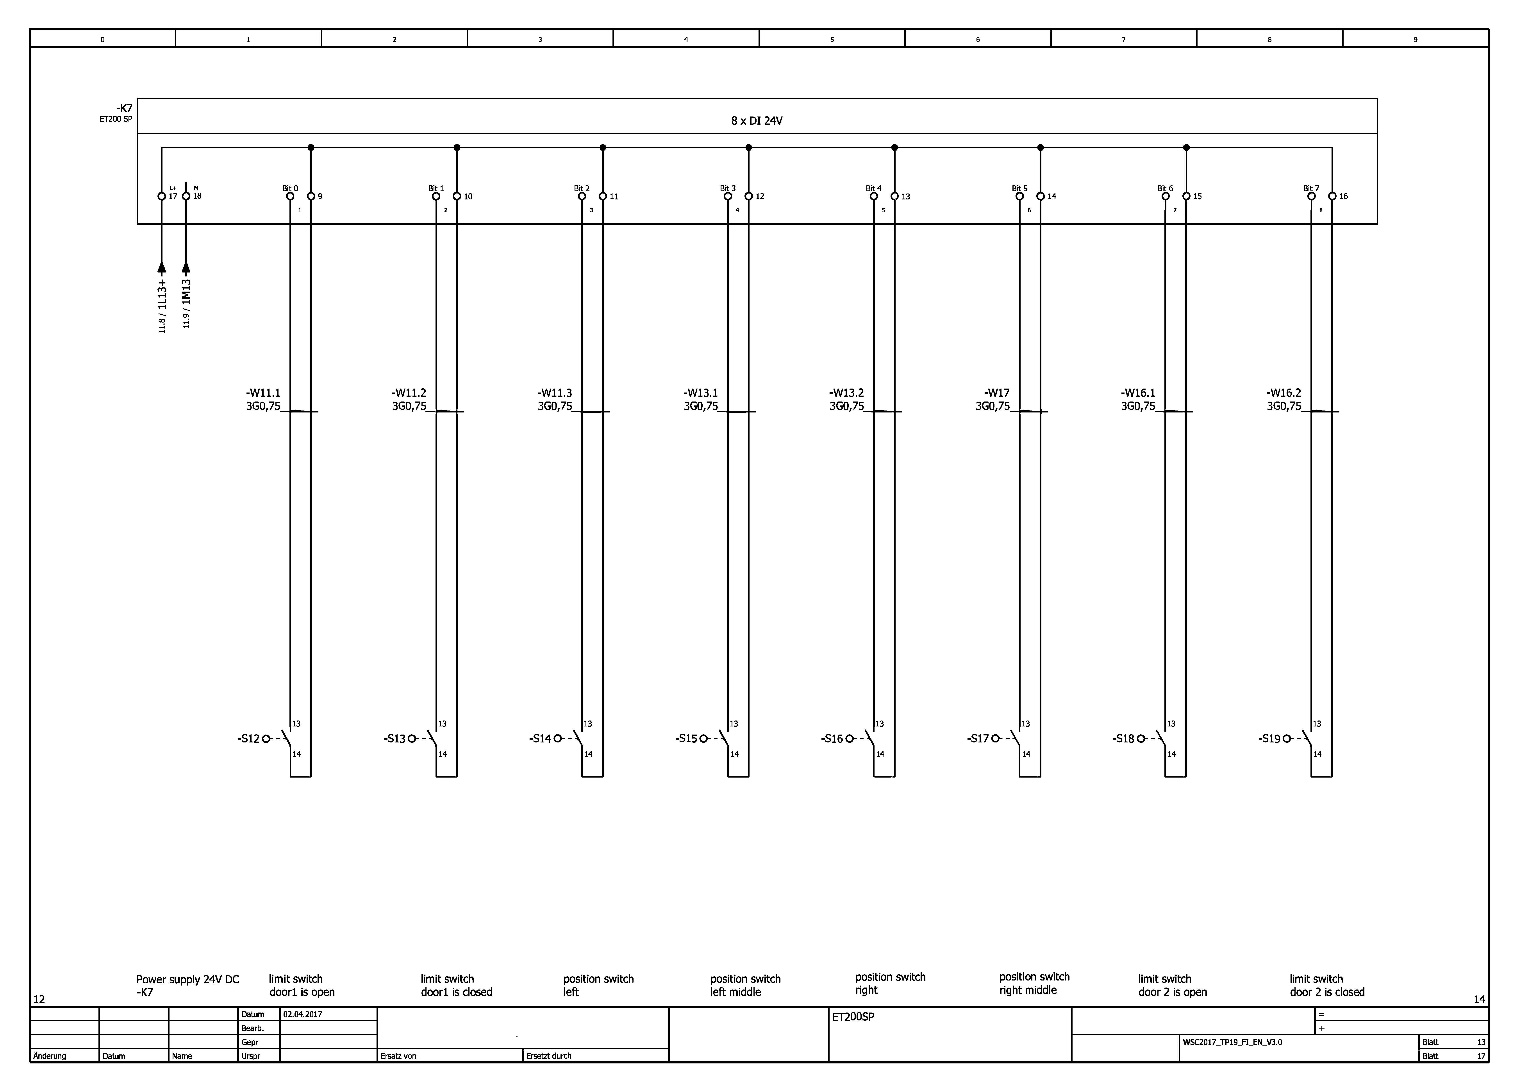 0 1 2 3 4 5 6 7 8 9
-K7
ET200 SP
8 x DI 24V
L+ M Bit 0 Bit 1 Bit 2 Bit 3 Bit 4 Bit 5 Bit 6 Bit 7
17 18 9 10 11 12 13 14 15 16
1 2 3 4 5 6 7 8
11.8 / 1L13+
11.9 / 1M13
-W11.1 -W11.2 -W11.3 -W13.1 -W13.2 -W17 -W16.1 -W16.2
3G0,75 3G0,75 3G0,75 3G0,75 3G0,75 3G0,75 3G0,75 3G0,75
13 13 13 13 13 13 13 13
-S12 -S13 -S14 -S15 -S16 -S17 -S18 -S19
14 14 14 14 14 14 14 14
Power supply 24V DC
-K7
limit switch
door1 is open
limit switch
door1 is closed
position switch
left
position switch
left middle
position switch
right
position switch
right middle
limit switch
door 2 is open
limit switch
door 2 is closed
12 14
Datum 02.04.2017 ET200SP =
Bearb. +
Gepr WSC2017_TP19_FJ_EN_V3.0 Blatt 13
Änderung Datum Name Urspr Ersatz von Ersetzt durch Blatt 17